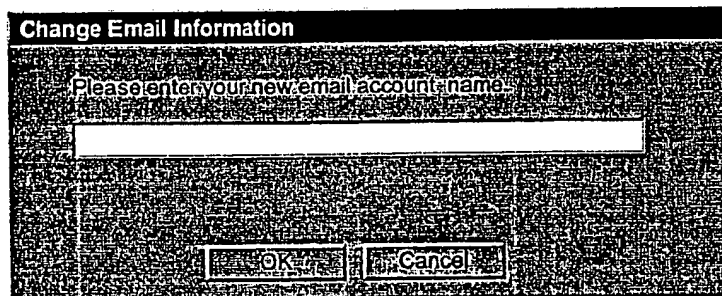 Change Email Information
Please enter your new email account name.
OK
Cancel